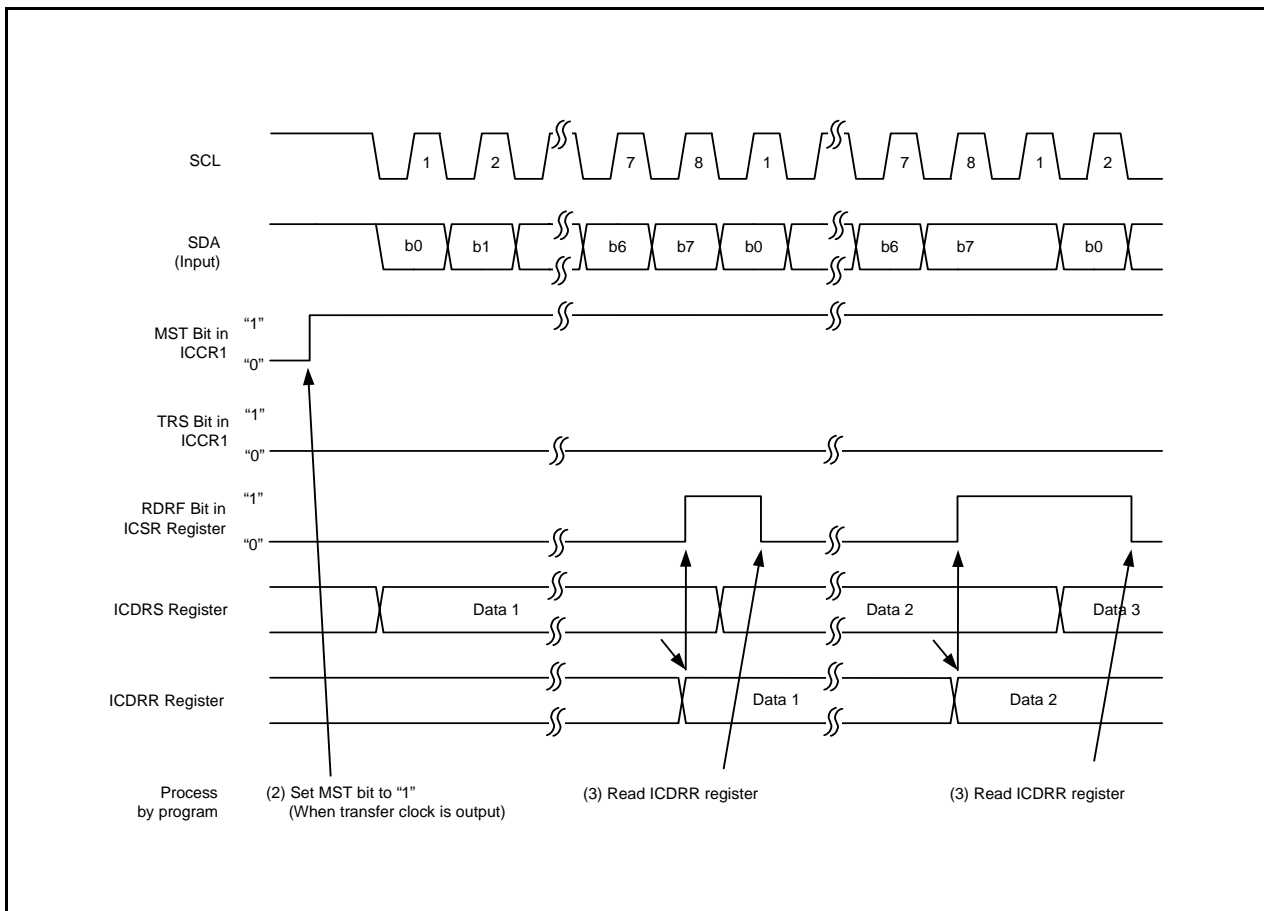 SCL
1 2 7 8 1 7 8 1 2
SDA
(Input)
b0 b1 b6 b7 b0 b6 b7 b0
MST Bit in
ICCR1
“1”
“0”
TRS Bit in
ICCR1
“1”
“0”
RDRF Bit in
ICSR Register
“1”
“0”
ICDRS Register
Data 1 Data 2 Data 3
ICDRR Register
Data 1 Data 2
Process
by program
(2) Set MST bit to “1”
(When transfer clock is output)
(3) Read ICDRR register
(3) Read ICDRR register